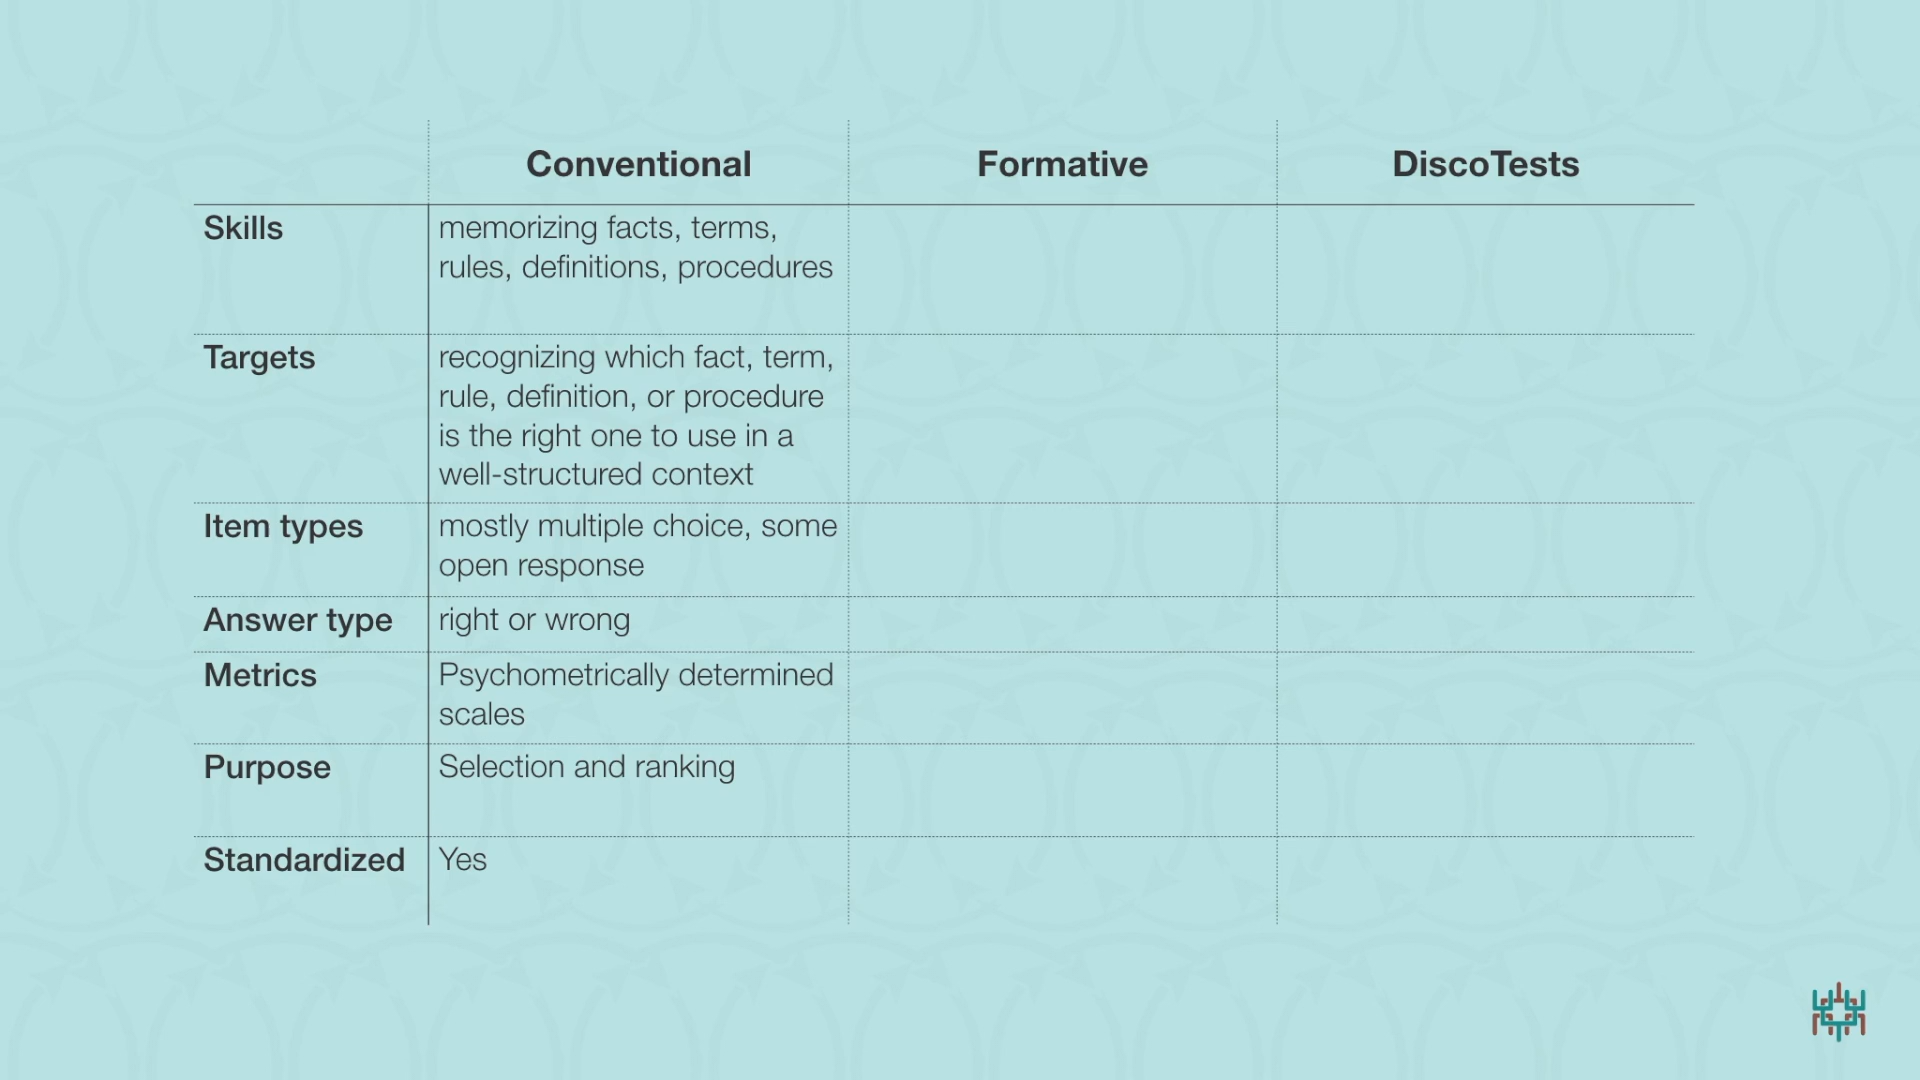 Conventional
Formative
DiscoTests
Skills
memorizing facts, terms,
rules, definitions, procedures
Targets
recognizing which fact, term,
rule, definition, or procedure
is the right one to use in a
well-structured context
Item types
mostly multiple choice, some
open response
Answer type
right or wrong
Metrics
Psychometrically determined
scales
Purpose
Selection and ranking
Standardized
Yes